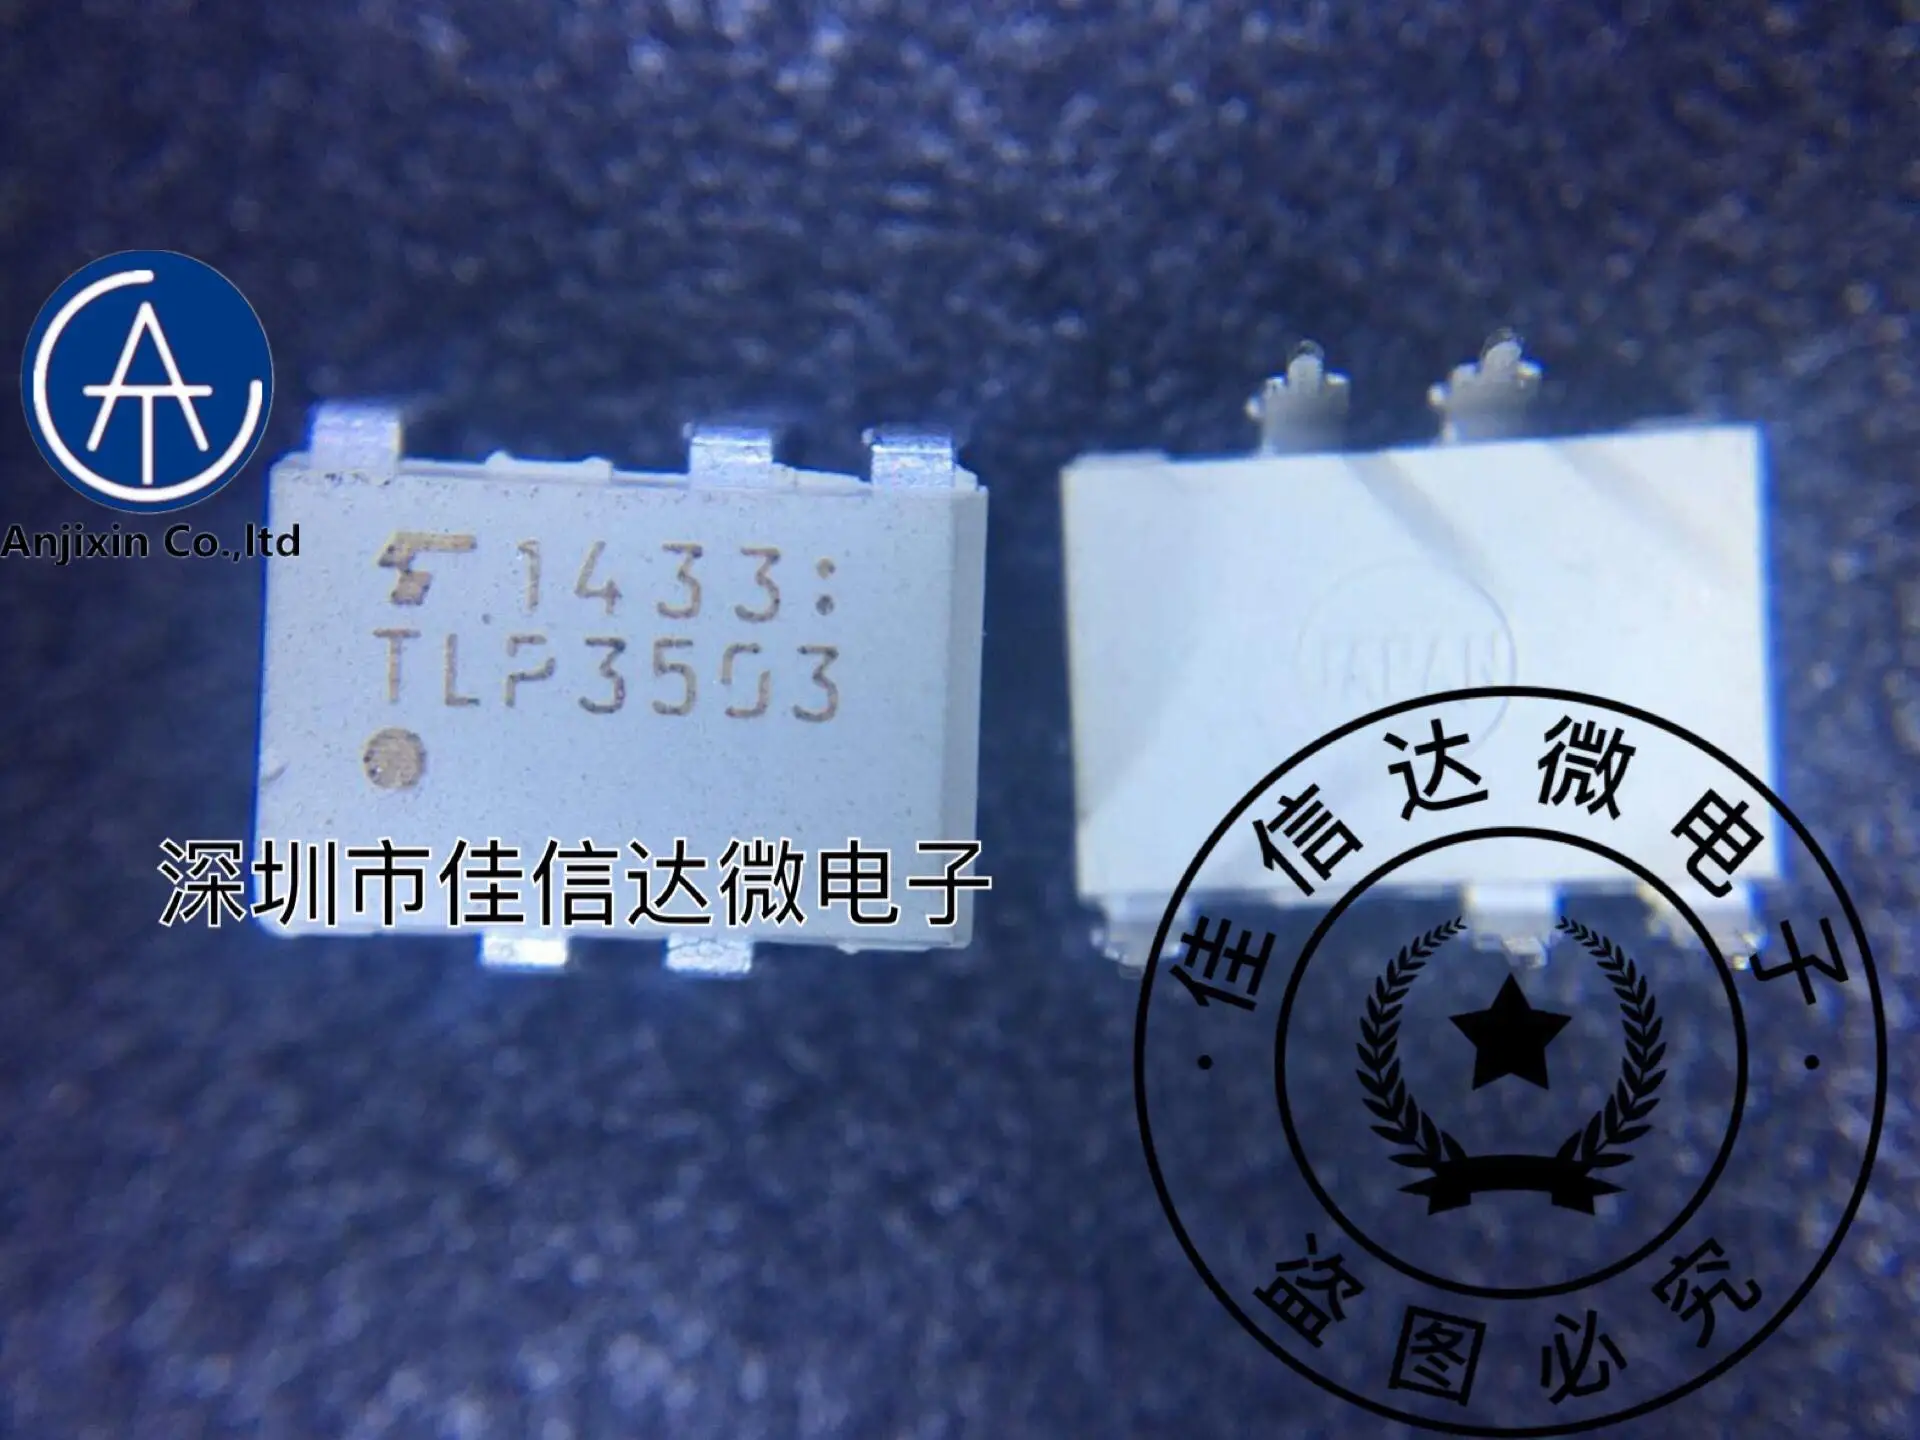 Anjixin Co.,ltd
1433:
TLP3503
JAPAN
深圳市佳信达微电子
佳信达微电子
盗图必究